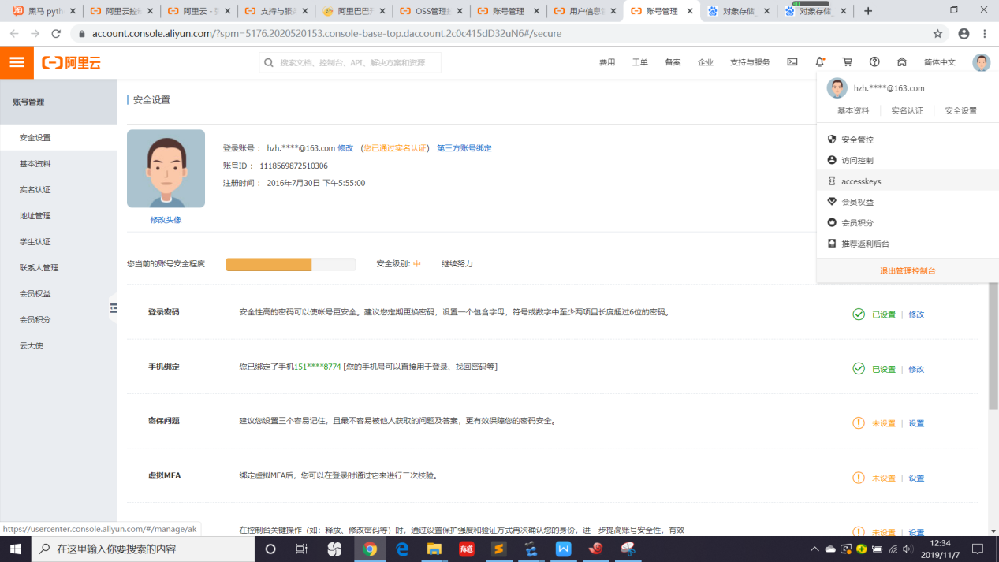 黑马 pyth
阿里云控制
阿里云 - 安
支持与服务
阿里巴巴矢
OSS管理控
账号管理
用户信息管
账号管理
对象存储_
对象存储_
account.console.aliyun.com/?spm=5176.2020520153.console-base-top.daccount.2c0c415dD32uN6#/secure
阿里云
搜索文档、控制台、API、解决方案和资源
费用 工单 备案 企业 支持与服务 简体中文
账号管理
安全设置
基本资料
实名认证
地址管理
学生认证
联系人管理
会员权益
会员积分
云大使
安全设置
登录账号 : hzh.****@163.com 修改 (您已通过实名认证) 第三方账号绑定
账号ID : 1118569872510306
注册时间 : 2016年7月30日 下午5:55:00
修改头像
您当前的账号安全程度 安全级别: 中 继续努力
登录密码 安全性高的密码可以使帐号更安全。建议您定期更换密码，设置一个包含字母，符号或数字中至少两项且长度超过6位的密码。 已设置 | 修改
手机绑定 您已绑定了手机151****8774 [您的手机号可以直接用于登录、找回密码等] 已设置 | 修改
密保问题 建议您设置三个容易记住，且最不容易被他人获取的问题及答案，更有效保障您的密码安全。 未设置 | 设置
虚拟MFA 绑定虚拟MFA后，您可以在登录时通过它来进行二次校验。 未设置 | 设置
在控制台关键操作（如：释放、修改密码等）时，通过设置保护强度和验证方式再次确认您的身份，进一步提高账号安全性，有效 未设置 | 设置
hzh.****@163.com
基本资料 实名认证 安全设置
安全管控
访问控制
accesskeys
会员权益
会员积分
推荐返利后台
退出管理控制台
https://usercenter.console.aliyun.com/#/manage/ak
在这里输入你要搜索的内容
12:34
2019/11/7